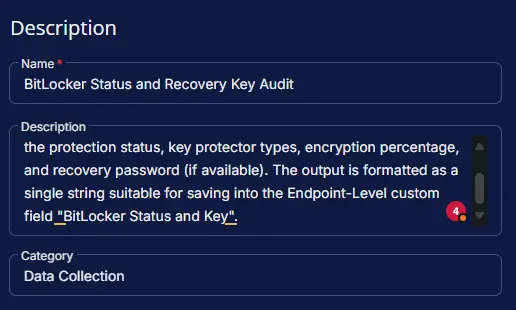 Description
Name *
BitLocker Status and Recovery Key Audit
Description
the protection status, key protector types, encryption percentage,
and recovery password (if available). The output is formatted as a
single string suitable for saving into the Endpoint-Level custom
field "BitLocker Status and Key".
4
Category
Data Collection